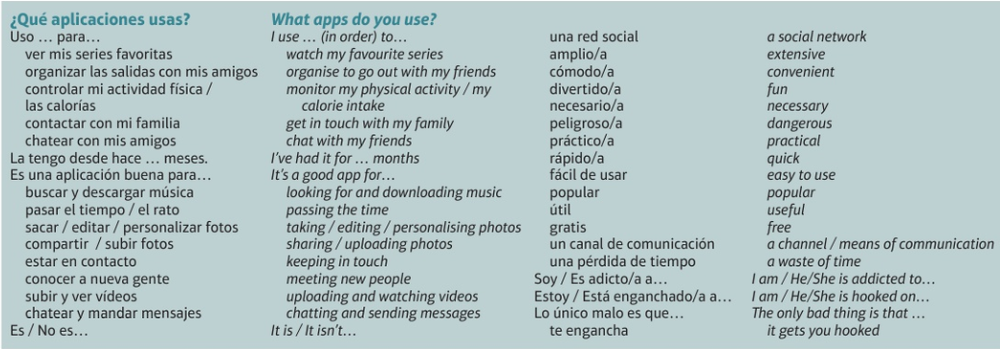 ¿Qué aplicaciones usas?
What apps do you use?
Uso … para…
I use … (in order) to…
ver mis series favoritas
watch my favourite series
organizar las salidas con mis amigos
organise to go out with my friends
controlar mi actividad física /
monitor my physical activity / my
las calorías
calorie intake
contactar con mi familia
get in touch with my family
chatear con mis amigos
chat with my friends
La tengo desde hace … meses.
I've had it for … months
Es una aplicación buena para…
It's a good app for…
buscar y descargar música
looking for and downloading music
pasar el tiempo / el rato
passing the time
sacar / editar / personalizar fotos
taking / editing / personalising photos
compartir / subir fotos
sharing / uploading photos
estar en contacto
keeping in touch
conocer a nueva gente
meeting new people
subir y ver vídeos
uploading and watching videos
chatear y mandar mensajes
chatting and sending messages
Es / No es…
It is / It isn't…
una red social
a social network
amplio/a
extensive
cómodo/a
convenient
divertido/a
fun
necesario/a
necessary
peligroso/a
dangerous
práctico/a
practical
rápido/a
quick
fácil de usar
easy to use
popular
popular
útil
useful
gratis
free
un canal de comunicación
a channel / means of communication
una pérdida de tiempo
a waste of time
Soy / Es adicto/a a…
I am / He/She is addicted to…
Estoy / Está enganchado/a a…
I am / He/She is hooked on…
Lo único malo es que…
The only bad thing is that …
te engancha
it gets you hooked